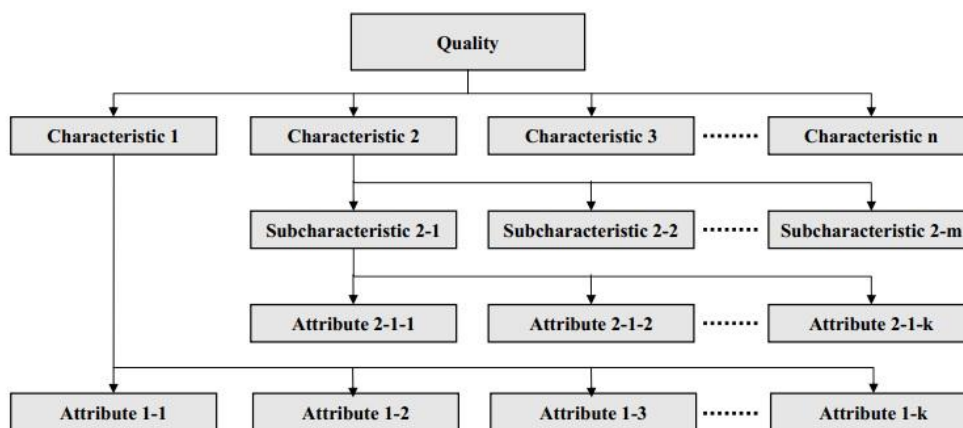 Quality
Characteristic 1
Characteristic 2
Characteristic 3
Characteristic n
Subcharacteristic 2-1
Subcharacteristic 2-2
Subcharacteristic 2-m
Attribute 2-1-1
Attribute 2-1-2
Attribute 2-1-k
Attribute 1-1
Attribute 1-2
Attribute 1-3
Attribute 1-k